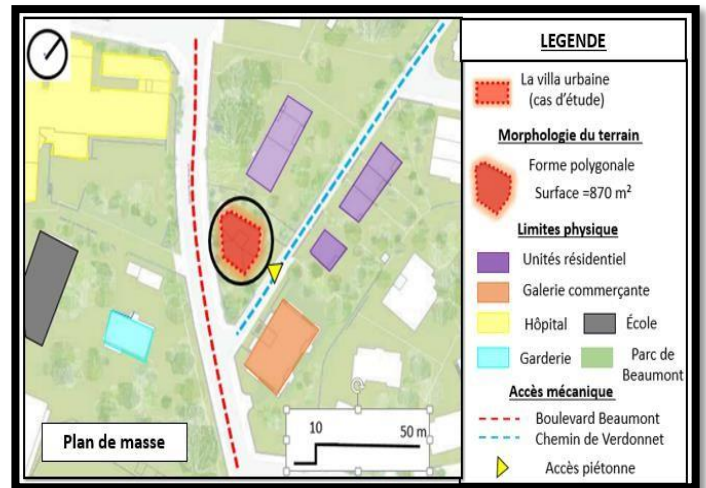 Plan de masse
10 50 m
LEGENDE
La villa urbaine
(cas d'étude)
Morphologie du terrain
Forme polygonale
Surface =870 m²
Limites physique
Unités résidentiel
Galerie commerçante
Hôpital École
Garderie Parc de
Beaumont
Accès mécanique
Boulevard Beaumont
Chemin de Verdonnet
Accès piétonne